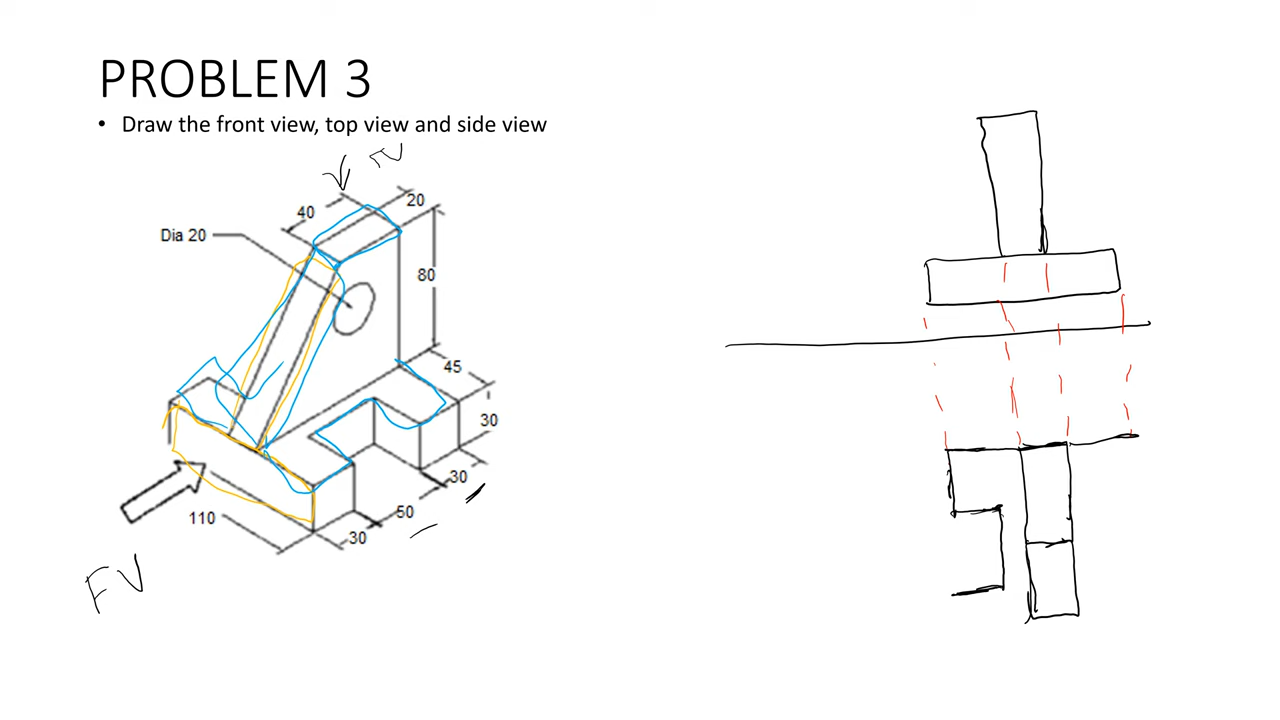 PROBLEM 3
• Draw the front view, top view and side view
TV
40
20
Dia 20
80
45
30
30
50
30
110
FV